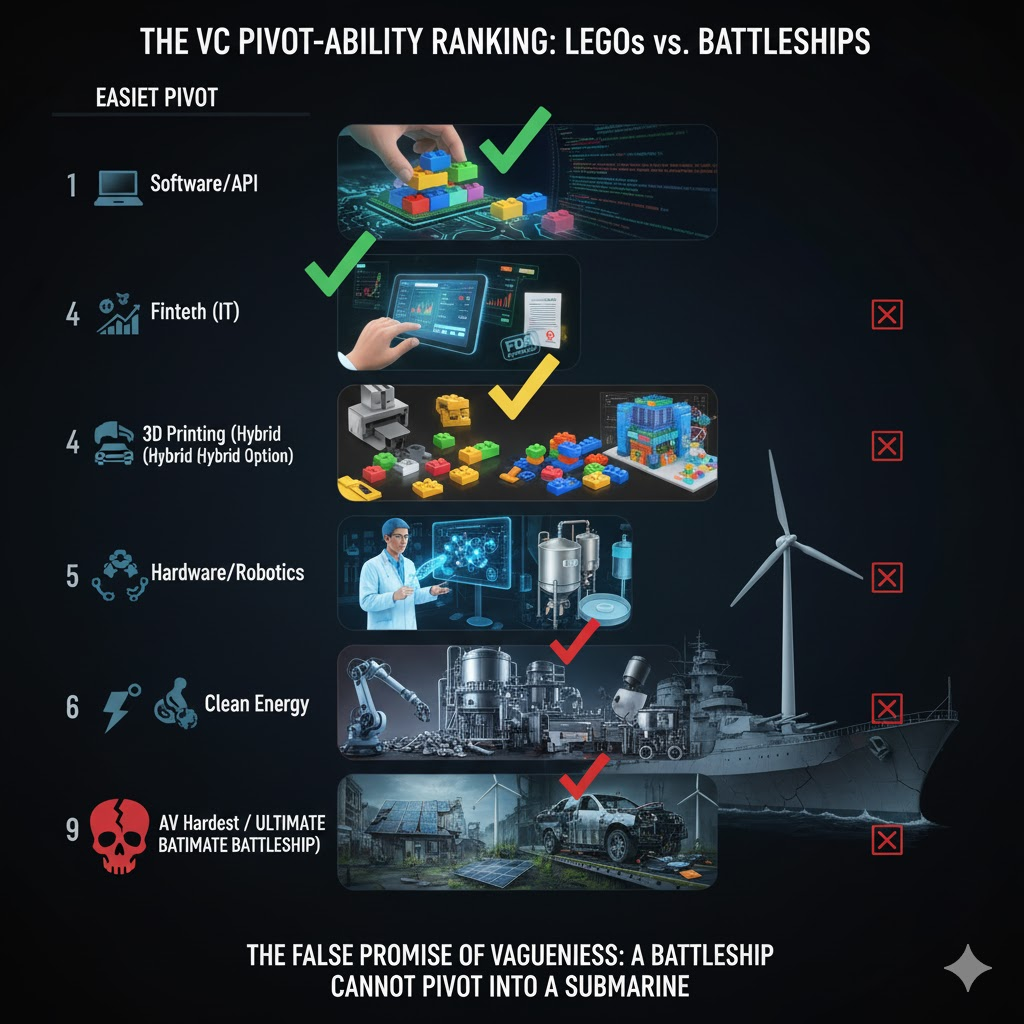 THE VC PIVOT-ABILITY RANKING: LEGOs vs. BATTLESHIPS
EASIET PIVOT
1 Software/API
4 Finteth (IT)
FDA
4 3D Printing (Hybrid
(Hybrid Hybrid Option)
5 Hardware/Robotics
6 Clean Energy
9 AV Hardest / ULTIMATE
BATIMATE BATTLESHIP)
THE FALSE PROMISE OF VAGUENIESS: A BATTLESHIP
CANNOT PIVOT INTO A SUBMARINE